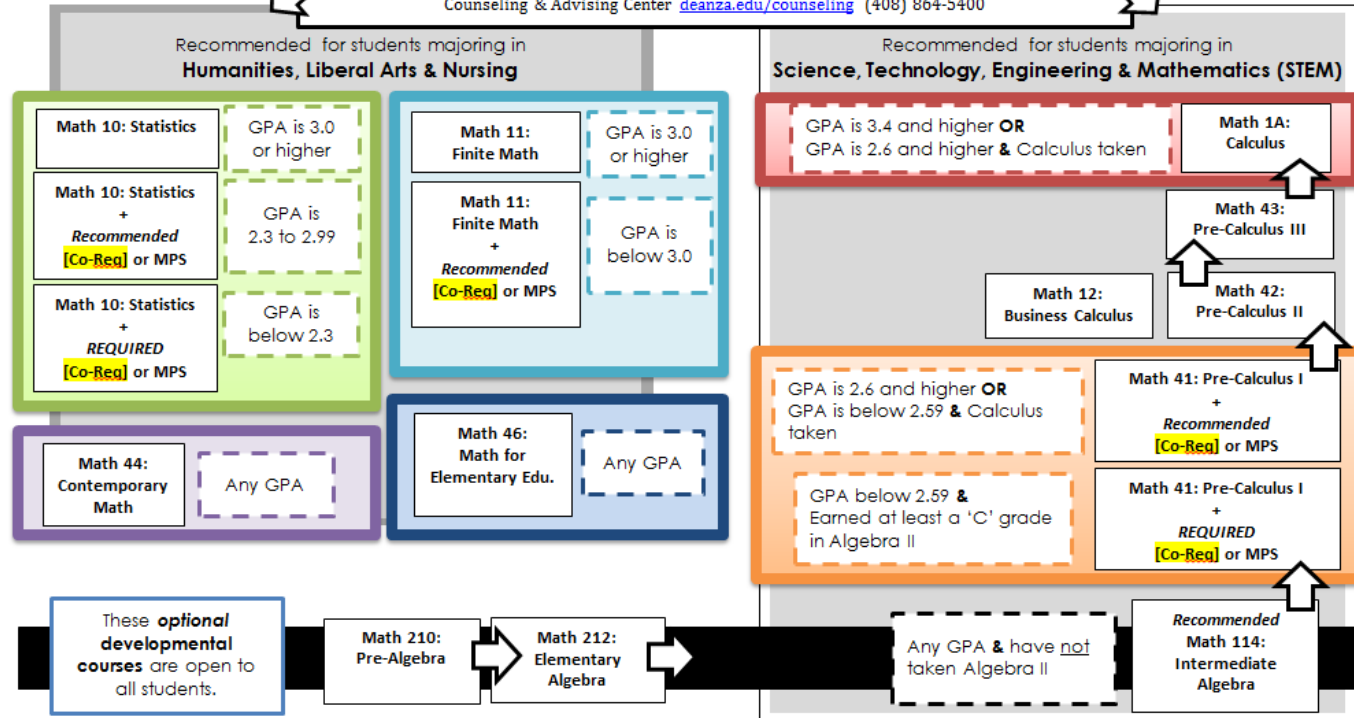 Counseling & Advising Center deanza.edu/counseling (408) 864-5400
Recommended for students majoring in
Humanities, Liberal Arts & Nursing
Math 10: Statistics
GPA is 3.0
or higher
Math 10: Statistics
+
Recommended
[Co-Req] or MPS
GPA is
2.3 to 2.99
Math 10: Statistics
+
REQUIRED
[Co-Req] or MPS
GPA is
below 2.3
Math 11:
Finite Math
GPA is 3.0
or higher
Math 11:
Finite Math
+
Recommended
[Co-Req] or MPS
GPA is
below 3.0
Math 44:
Contemporary
Math
Any GPA
Math 46:
Math for
Elementary Edu.
Any GPA
Recommended for students majoring in
Science, Technology, Engineering & Mathematics (STEM)
GPA is 3.4 and higher OR
GPA is 2.6 and higher & Calculus taken
Math 1A:
Calculus
Math 43:
Pre-Calculus III
Math 12:
Business Calculus
Math 42:
Pre-Calculus II
GPA is 2.6 and higher OR
GPA is below 2.59 & Calculus
taken
Math 41: Pre-Calculus I
+
Recommended
[Co-Req] or MPS
GPA below 2.59 &
Earned at least a ‘C’ grade
in Algebra II
Math 41: Pre-Calculus I
+
REQUIRED
[Co-Req] or MPS
These optional
developmental
courses are open to
all students.
Math 210:
Pre-Algebra
Math 212:
Elementary
Algebra
Any GPA & have not
taken Algebra II
Recommended
Math 114:
Intermediate
Algebra